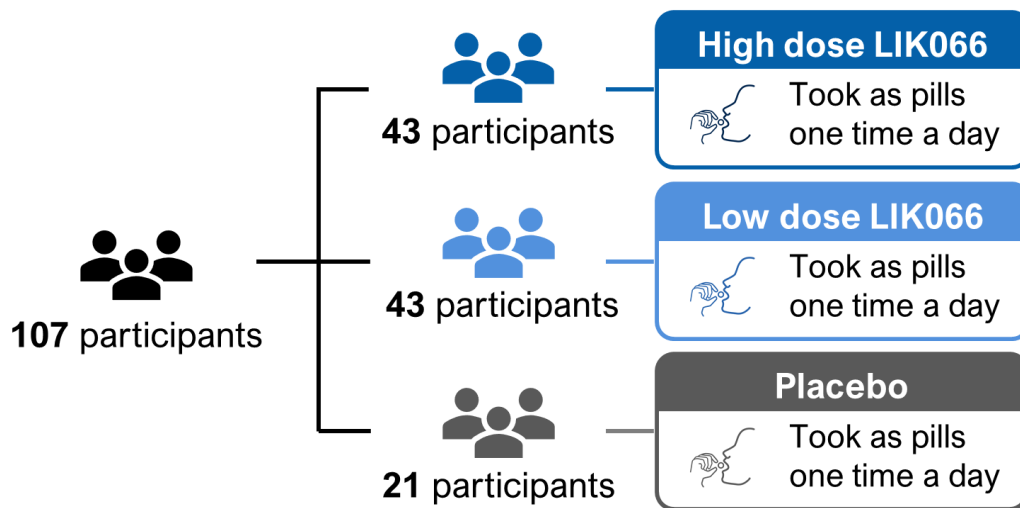 High dose LIK066
Took as pills
one time a day
43 participants
Low dose LIK066
Took as pills
one time a day
43 participants
107 participants
Placebo
Took as pills
one time a day
21 participants